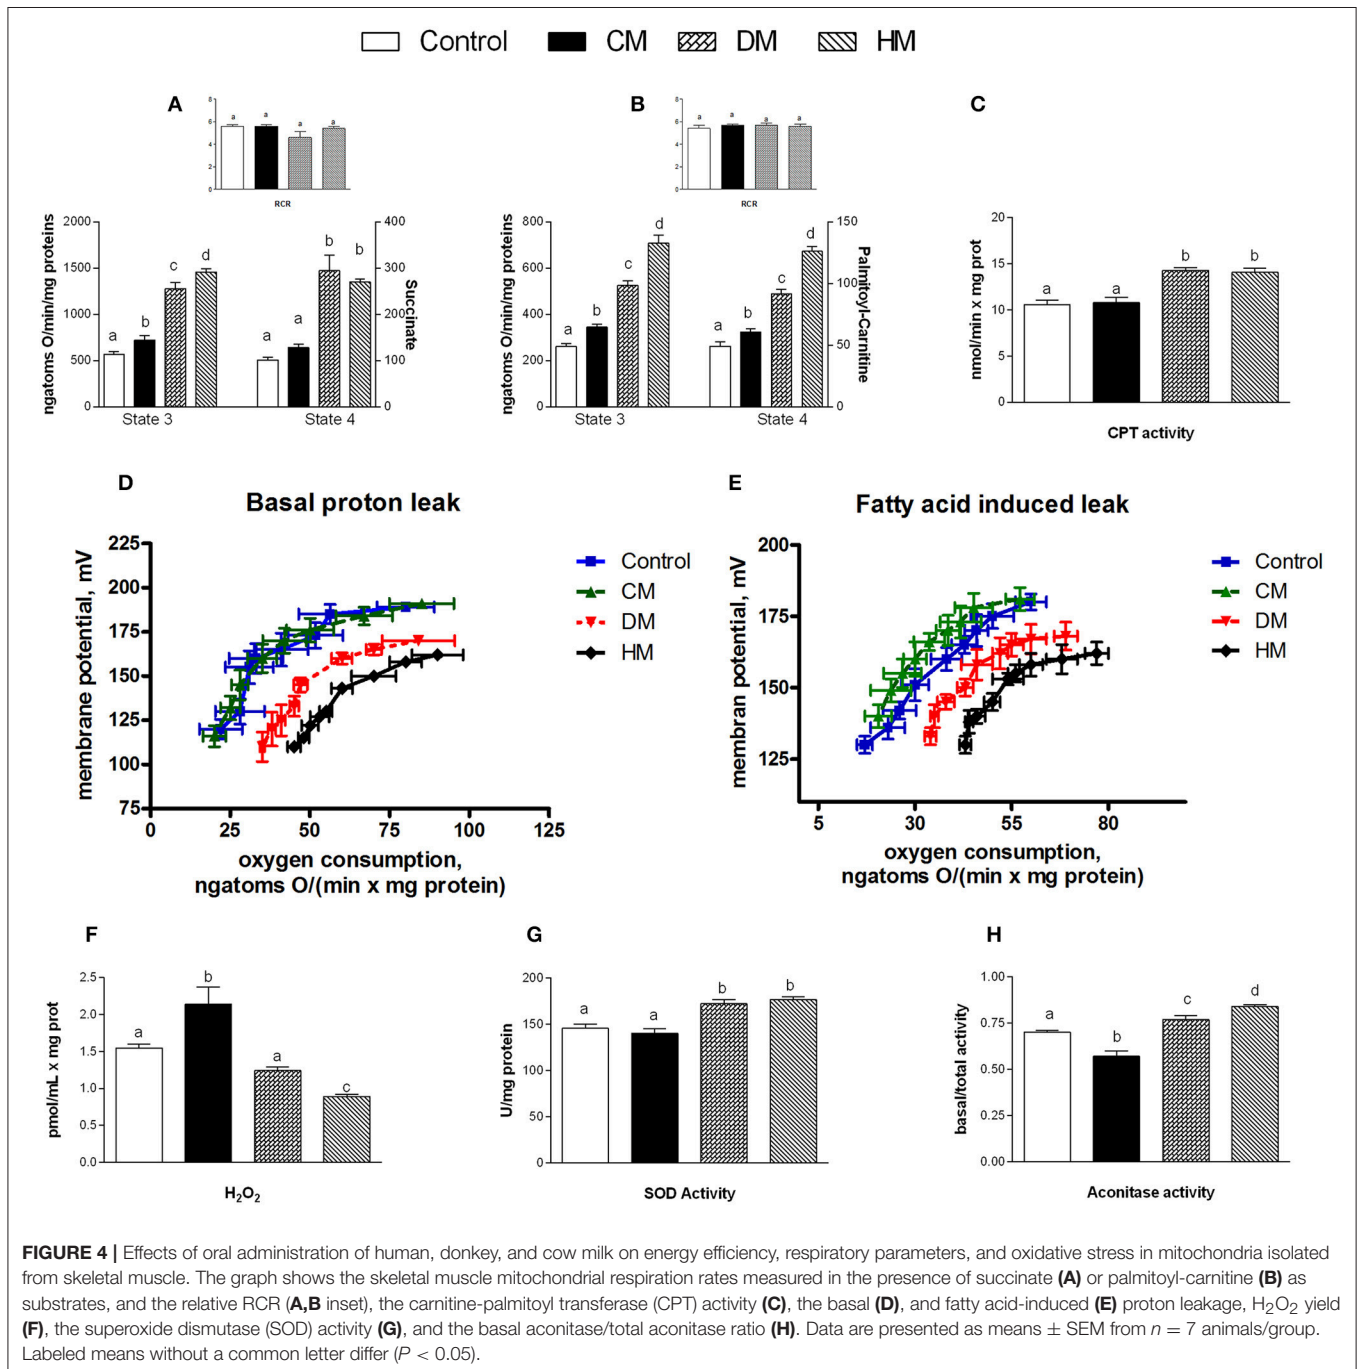 Control CM DM HM
A
8
6
4
2
0
a a a a
RCR
ngatoms O/min/mg proteins
2000
1500
1000
500
0
a b c d
a a b b
400
300
200
100
0
Succinate
State 3 State 4
B
8
6
4
2
0
a a a a
RCR
ngatoms O/min/mg proteins
800
600
400
200
0
a b c d
a b c d
150
100
50
0
Palmitoyl-Carnitine
State 3 State 4
C
nmol/min x mg prot
20
15
10
5
0
a a b b
CPT activity
D
Basal proton leak
membrane potential, mV
225
200
175
150
125
100
75
0 25 50 75 100 125
oxygen consumption,
ngatoms O/(min x mg protein)
Control
CM
DM
HM
E
Fatty acid induced leak
membran potential, mV
200
175
150
125
5 30 55 80
oxygen consumption,
ngatoms O/(min x mg protein)
Control
CM
DM
HM
F
pmol/mL x mg prot
2.5
2.0
1.5
1.0
0.5
0.0
a b a c
H₂O₂
G
U/mg protein
200
150
100
50
0
a a b b
SOD Activity
H
basal/total activity
1.00
0.75
0.50
0.25
0.00
a b c d
Aconitase activity
FIGURE 4 | Effects of oral administration of human, donkey, and cow milk on energy efficiency, respiratory parameters, and oxidative stress in mitochondria isolated
from skeletal muscle. The graph shows the skeletal muscle mitochondrial respiration rates measured in the presence of succinate (A) or palmitoyl-carnitine (B) as
substrates, and the relative RCR (A,B inset), the carnitine-palmitoyl transferase (CPT) activity (C), the basal (D), and fatty acid-induced (E) proton leakage, H₂O₂ yield
(F), the superoxide dismutase (SOD) activity (G), and the basal aconitase/total aconitase ratio (H). Data are presented as means ± SEM from n = 7 animals/group.
Labeled means without a common letter differ (P < 0.05).